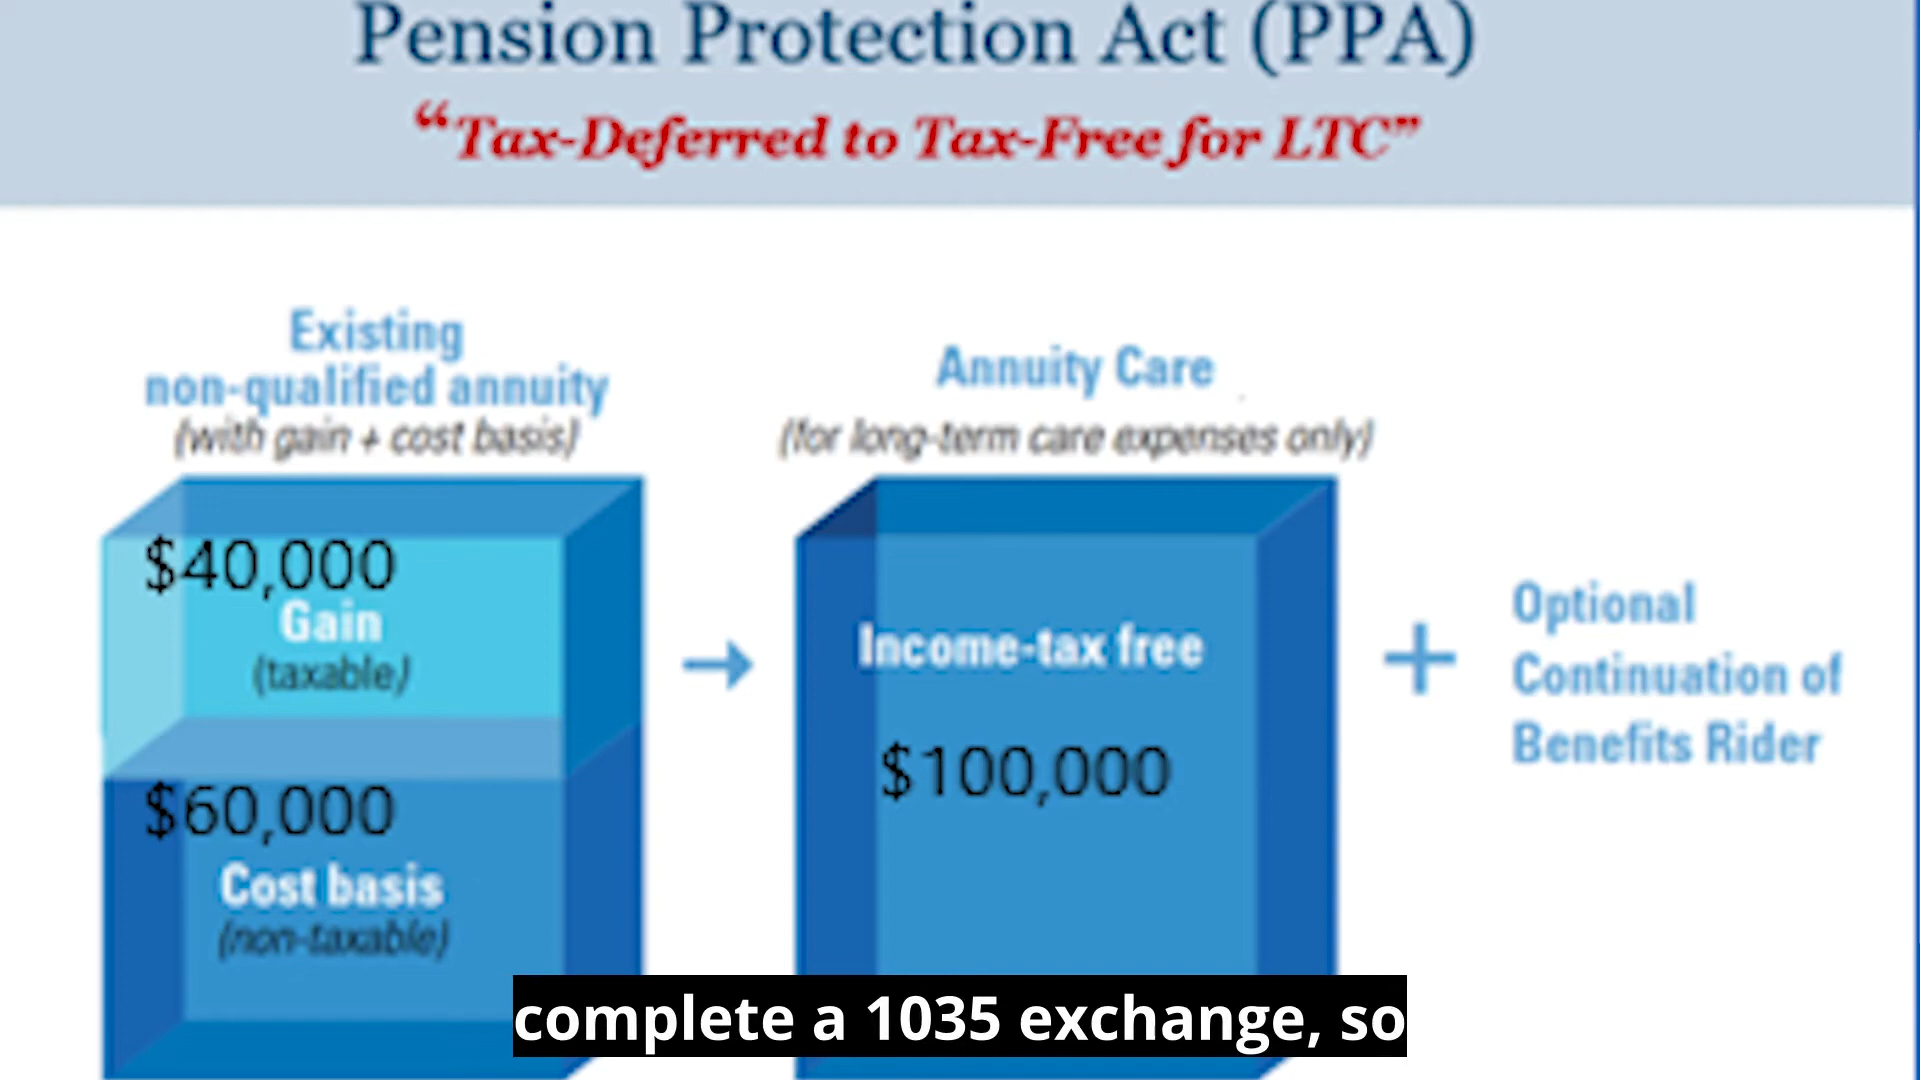 Pension Protection Act (PPA)
“Tax-Deferred to Tax-Free for LTC”
Existing
non-qualified annuity
(with gain + cost basis)
$40,000
Gain
(taxable)
$60,000
Cost basis
(non-taxable)
Annuity Care
(for long-term care expenses only)
Income-tax free
$100,000
+
Optional
Continuation of
Benefits Rider
complete a 1035 exchange, so